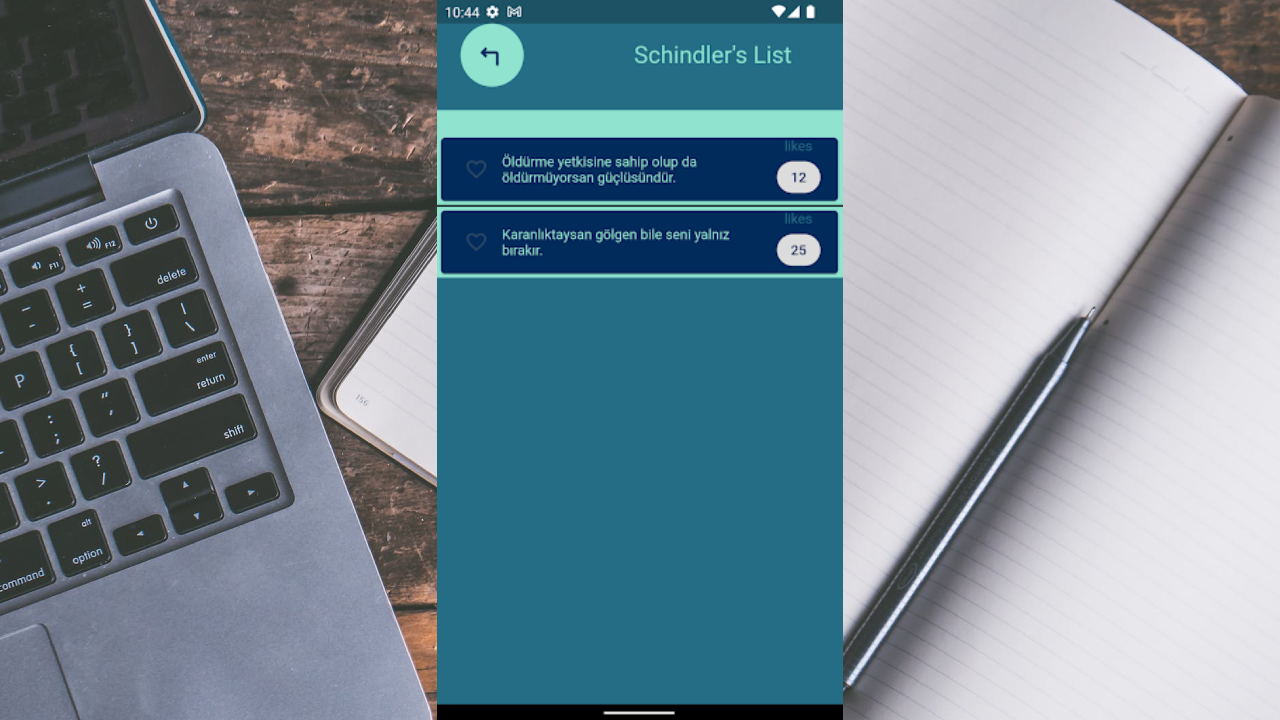 10:44
Schindler's List
likes
Öldürme yetkisine sahip olup da
öldürmüyorsan güçlüsündür.
12
likes
Karanlıktaysan gölgen bile seni yalnız
bırakır.
25
F11
F12
delete
+
=
-
P
{
[
}
]
|
\
enter
return
:
;
"
,
shift
>
.
?
/
command
alt
option
156